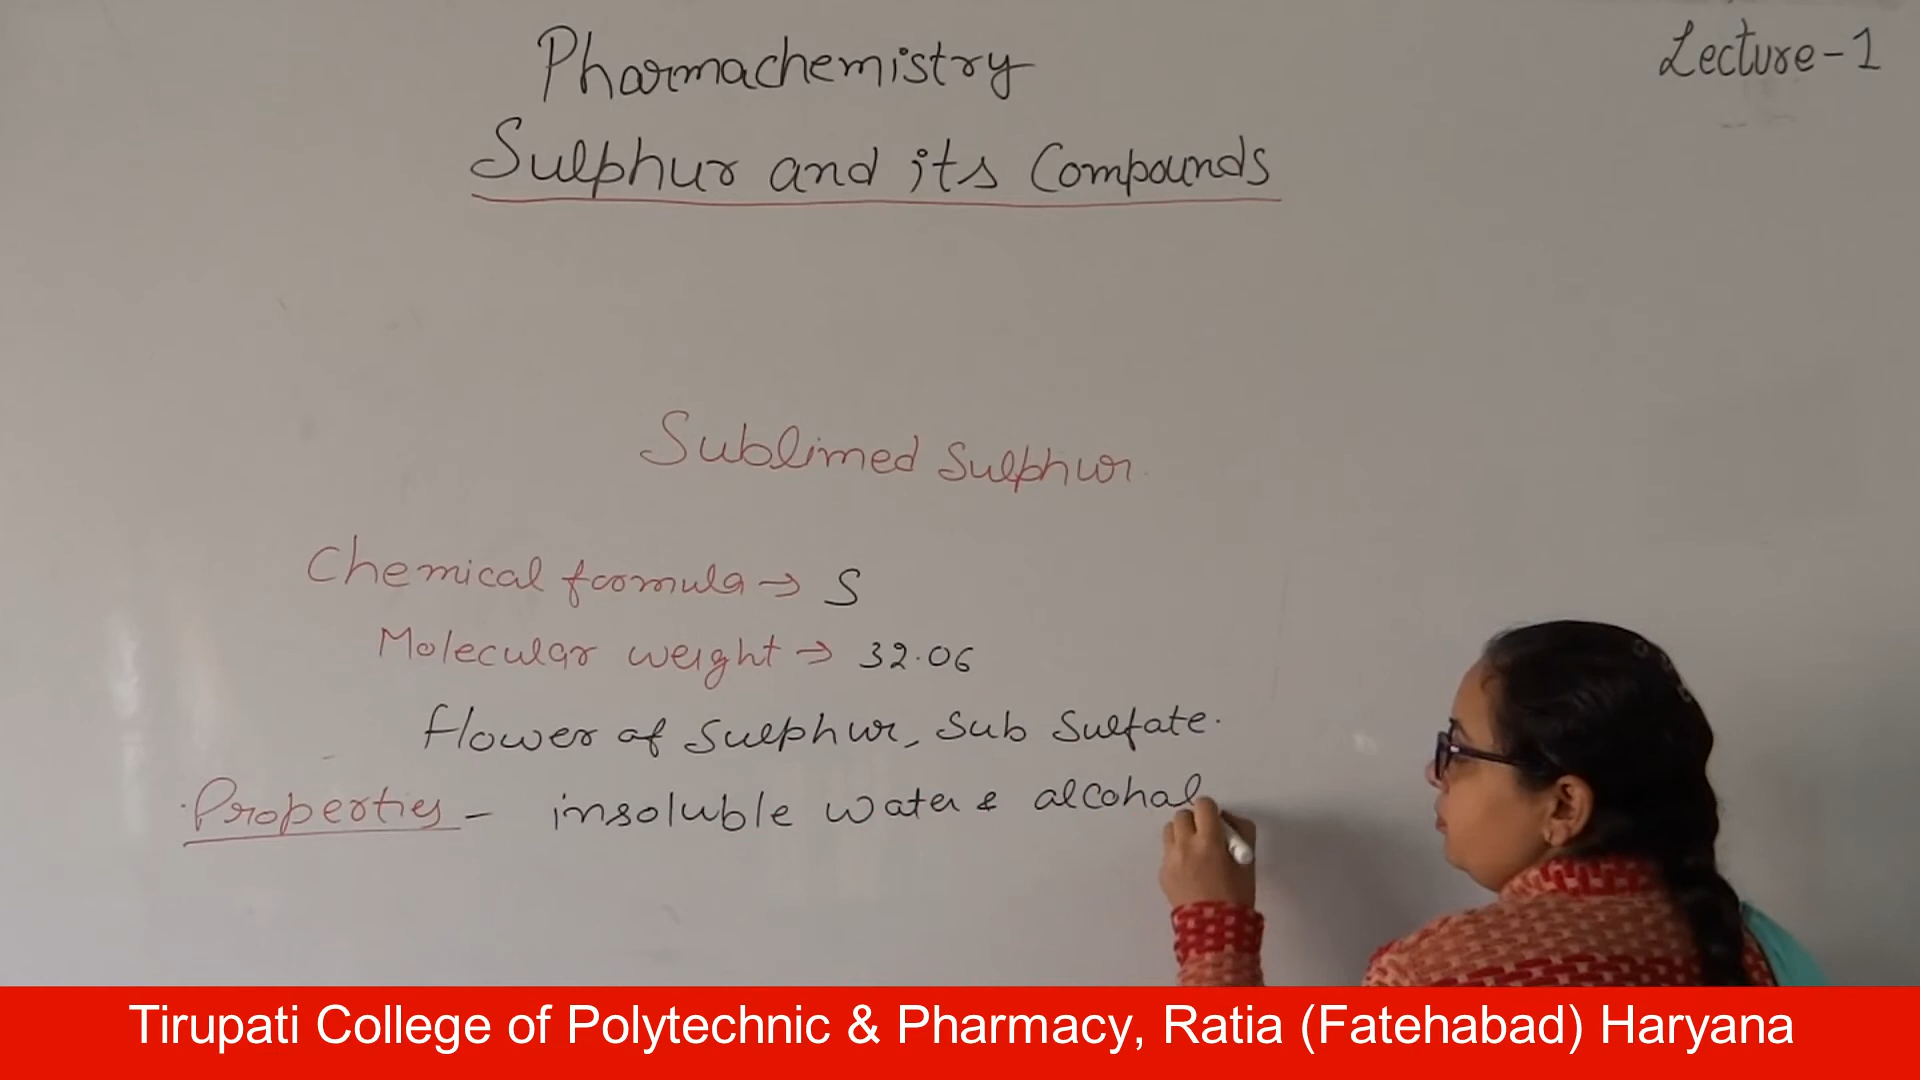 Pharmachemistry
Lecture-1
Sulphur and its Compounds
Sublimed Sulphur
Chemical formula → S
Molecular weight → 32.06
flower of sulphur, sub sulfate.
Properties - insoluble water & alcohal
Tirupati College of Polytechnic & Pharmacy, Ratia (Fatehabad) Haryana